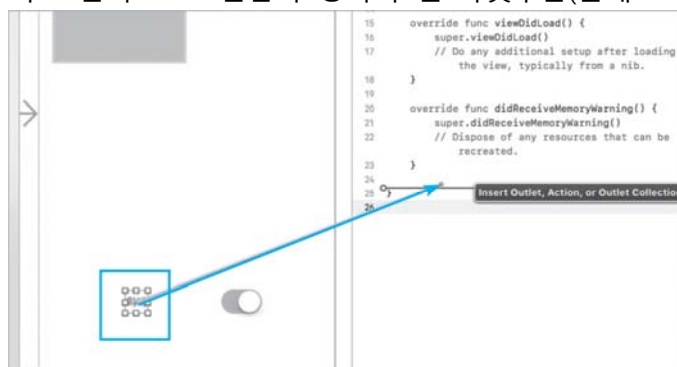 15 override func viewDidLoad() {
16 super.viewDidLoad()
17 // Do any additional setup after loading
the view, typically from a nib.
18 }
19
20 override func didReceiveMemoryWarning() {
21 super.didReceiveMemoryWarning()
22 // Dispose of any resources that can be
recreated.
23 }
24
25 }
Insert Outlet, Action, or Outlet Collectio
26